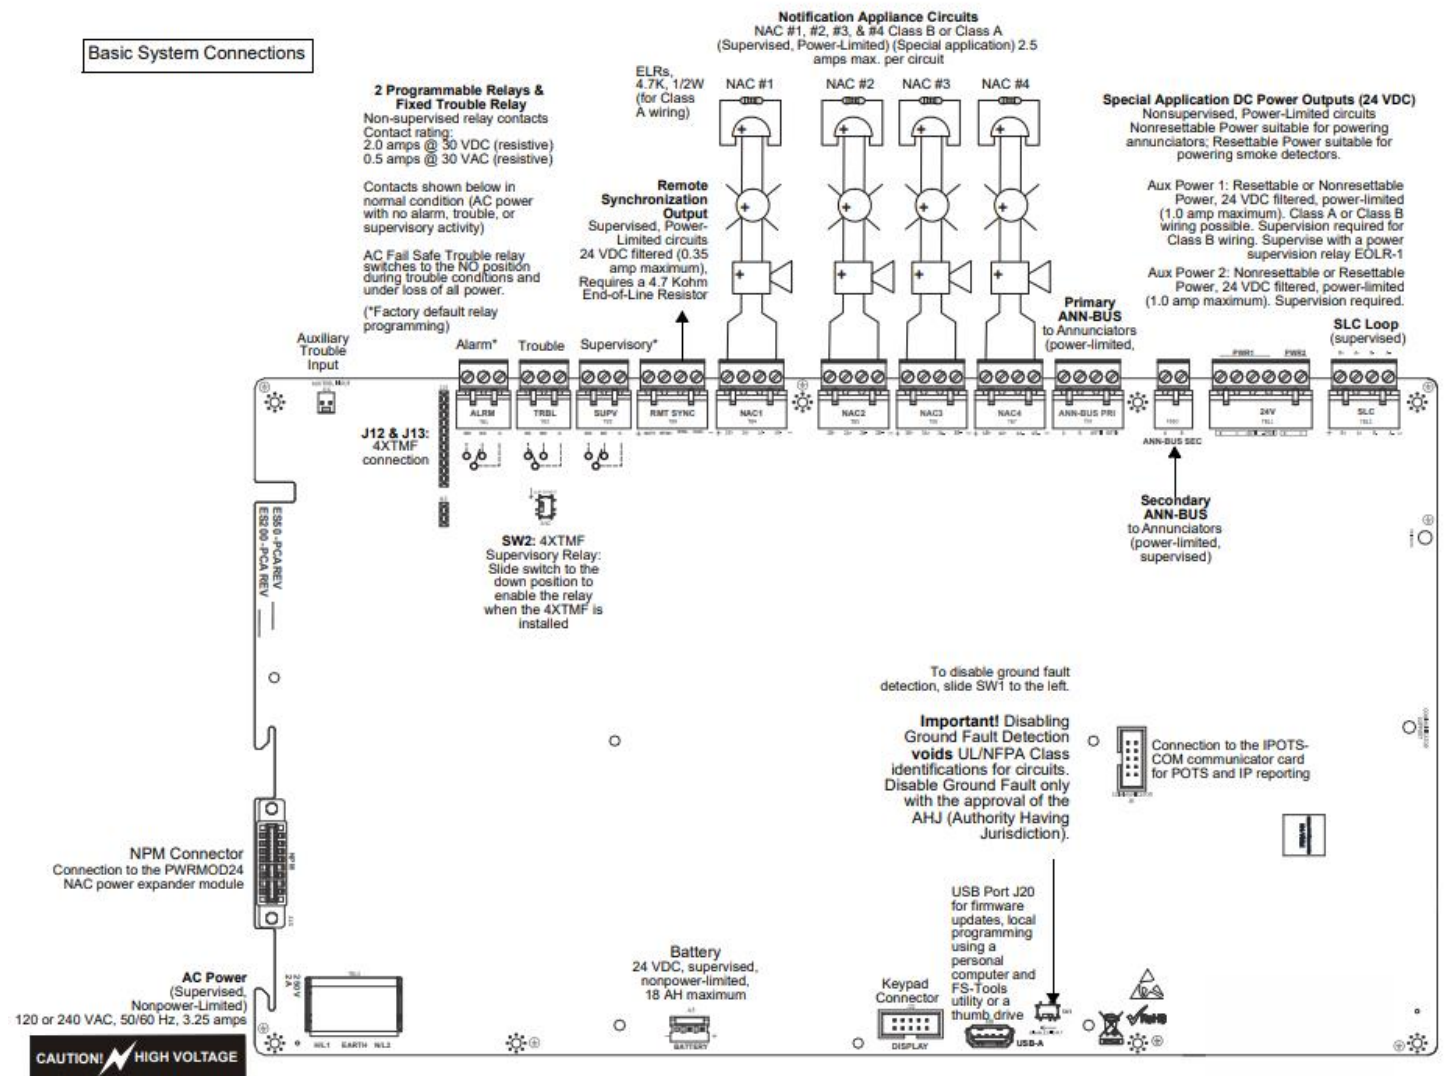 Basic System Connections
Notification Appliance Circuits
NAC #1, #2, #3, & #4 Class B or Class A
(Supervised, Power-Limited) (Special application) 2.5
amps max. per circuit
2 Programmable Relays &
Fixed Trouble Relay
Non-supervised relay contacts
Contact rating:
2.0 amps @ 30 VDC (resistive)
0.5 amps @ 30 VAC (resistive)
Contacts shown below in
normal condition (AC power
with no alarm, trouble, or
supervisory activity)
AC Fail Safe Trouble relay
switches to the NO position
during trouble conditions and
under loss of all power.
(*Factory default relay
programming)
ELRs,
4.7K, 1/2W
(for Class
A wiring)
NAC #1
NAC #2
NAC #3
NAC #4
Remote
Synchronization
Output
Supervised, Power-
Limited circuits
24 VDC filtered (0.35
amp maximum),
Requires a 4.7 Kohm
End-of-Line Resistor
Special Application DC Power Outputs (24 VDC)
Nonsupervised, Power-Limited circuits
Nonresettable Power suitable for powering
annunciators; Resettable Power suitable for
powering smoke detectors.
Aux Power 1: Resettable or Nonresettable
Power, 24 VDC filtered, power-limited
(1.0 amp maximum). Class A or Class B
wiring possible. Supervision required for
Class B wiring. Supervise with a power
supervision relay EOLR-1
Aux Power 2: Nonresettable or Resettable
Power, 24 VDC filtered, power-limited
(1.0 amp maximum). Supervision required.
Primary
ANN-BUS
to Annunciators
(power-limited,
SLC Loop
(supervised)
Auxiliary
Trouble
Input
Alarm*
Trouble
Supervisory*
PWR1
PWR2
ALRM
TRBL
SUPV
RMT SYNC
NAC1
NAC2
NAC3
NAC4
ANN-BUS PRI
24V
SLC
ANN-BUS SEC
J12 & J13:
4XTMF
connection
ES50-PCA REV
ES200-PCA REV
SW2: 4XTMF
Supervisory Relay:
Slide switch to the
down position to
enable the relay
when the 4XTMF is
installed
Secondary
ANN-BUS
to Annunciators
(power-limited,
supervised)
To disable ground fault
detection, slide SW1 to the left.
Important! Disabling
Ground Fault Detection
voids UL/NFPA Class
identifications for circuits.
Disable Ground Fault only
with the approval of the
AHJ (Authority Having
Jurisdiction).
Connection to the IPOTS-
COM communicator card
for POTS and IP reporting
NPM Connector
Connection to the PWRMOD24
NAC power expander module
NPM
USB Port J20
for firmware
updates, local
programming
using a
personal
computer and
FS-Tools
utility or a
thumb drive
Battery
24 VDC, supervised,
nonpower-limited,
18 AH maximum
Keypad
Connector
AC Power
(Supervised,
Nonpower-Limited)
120 or 240 VAC, 50/60 Hz, 3.25 amps
CAUTION! HIGH VOLTAGE
N/L1 EARTH N/L2
BATTERY
DISPLAY
USB-A
RoHS